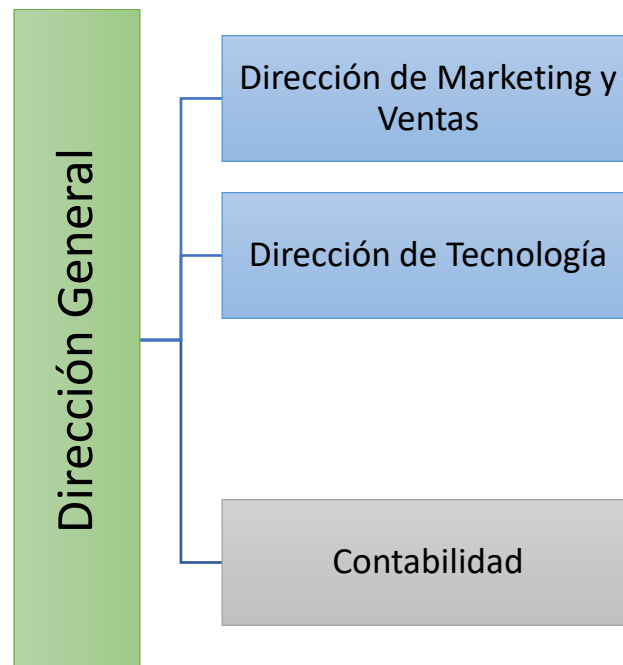 Dirección General
Dirección de Marketing y
Ventas
Dirección de Tecnología
Contabilidad